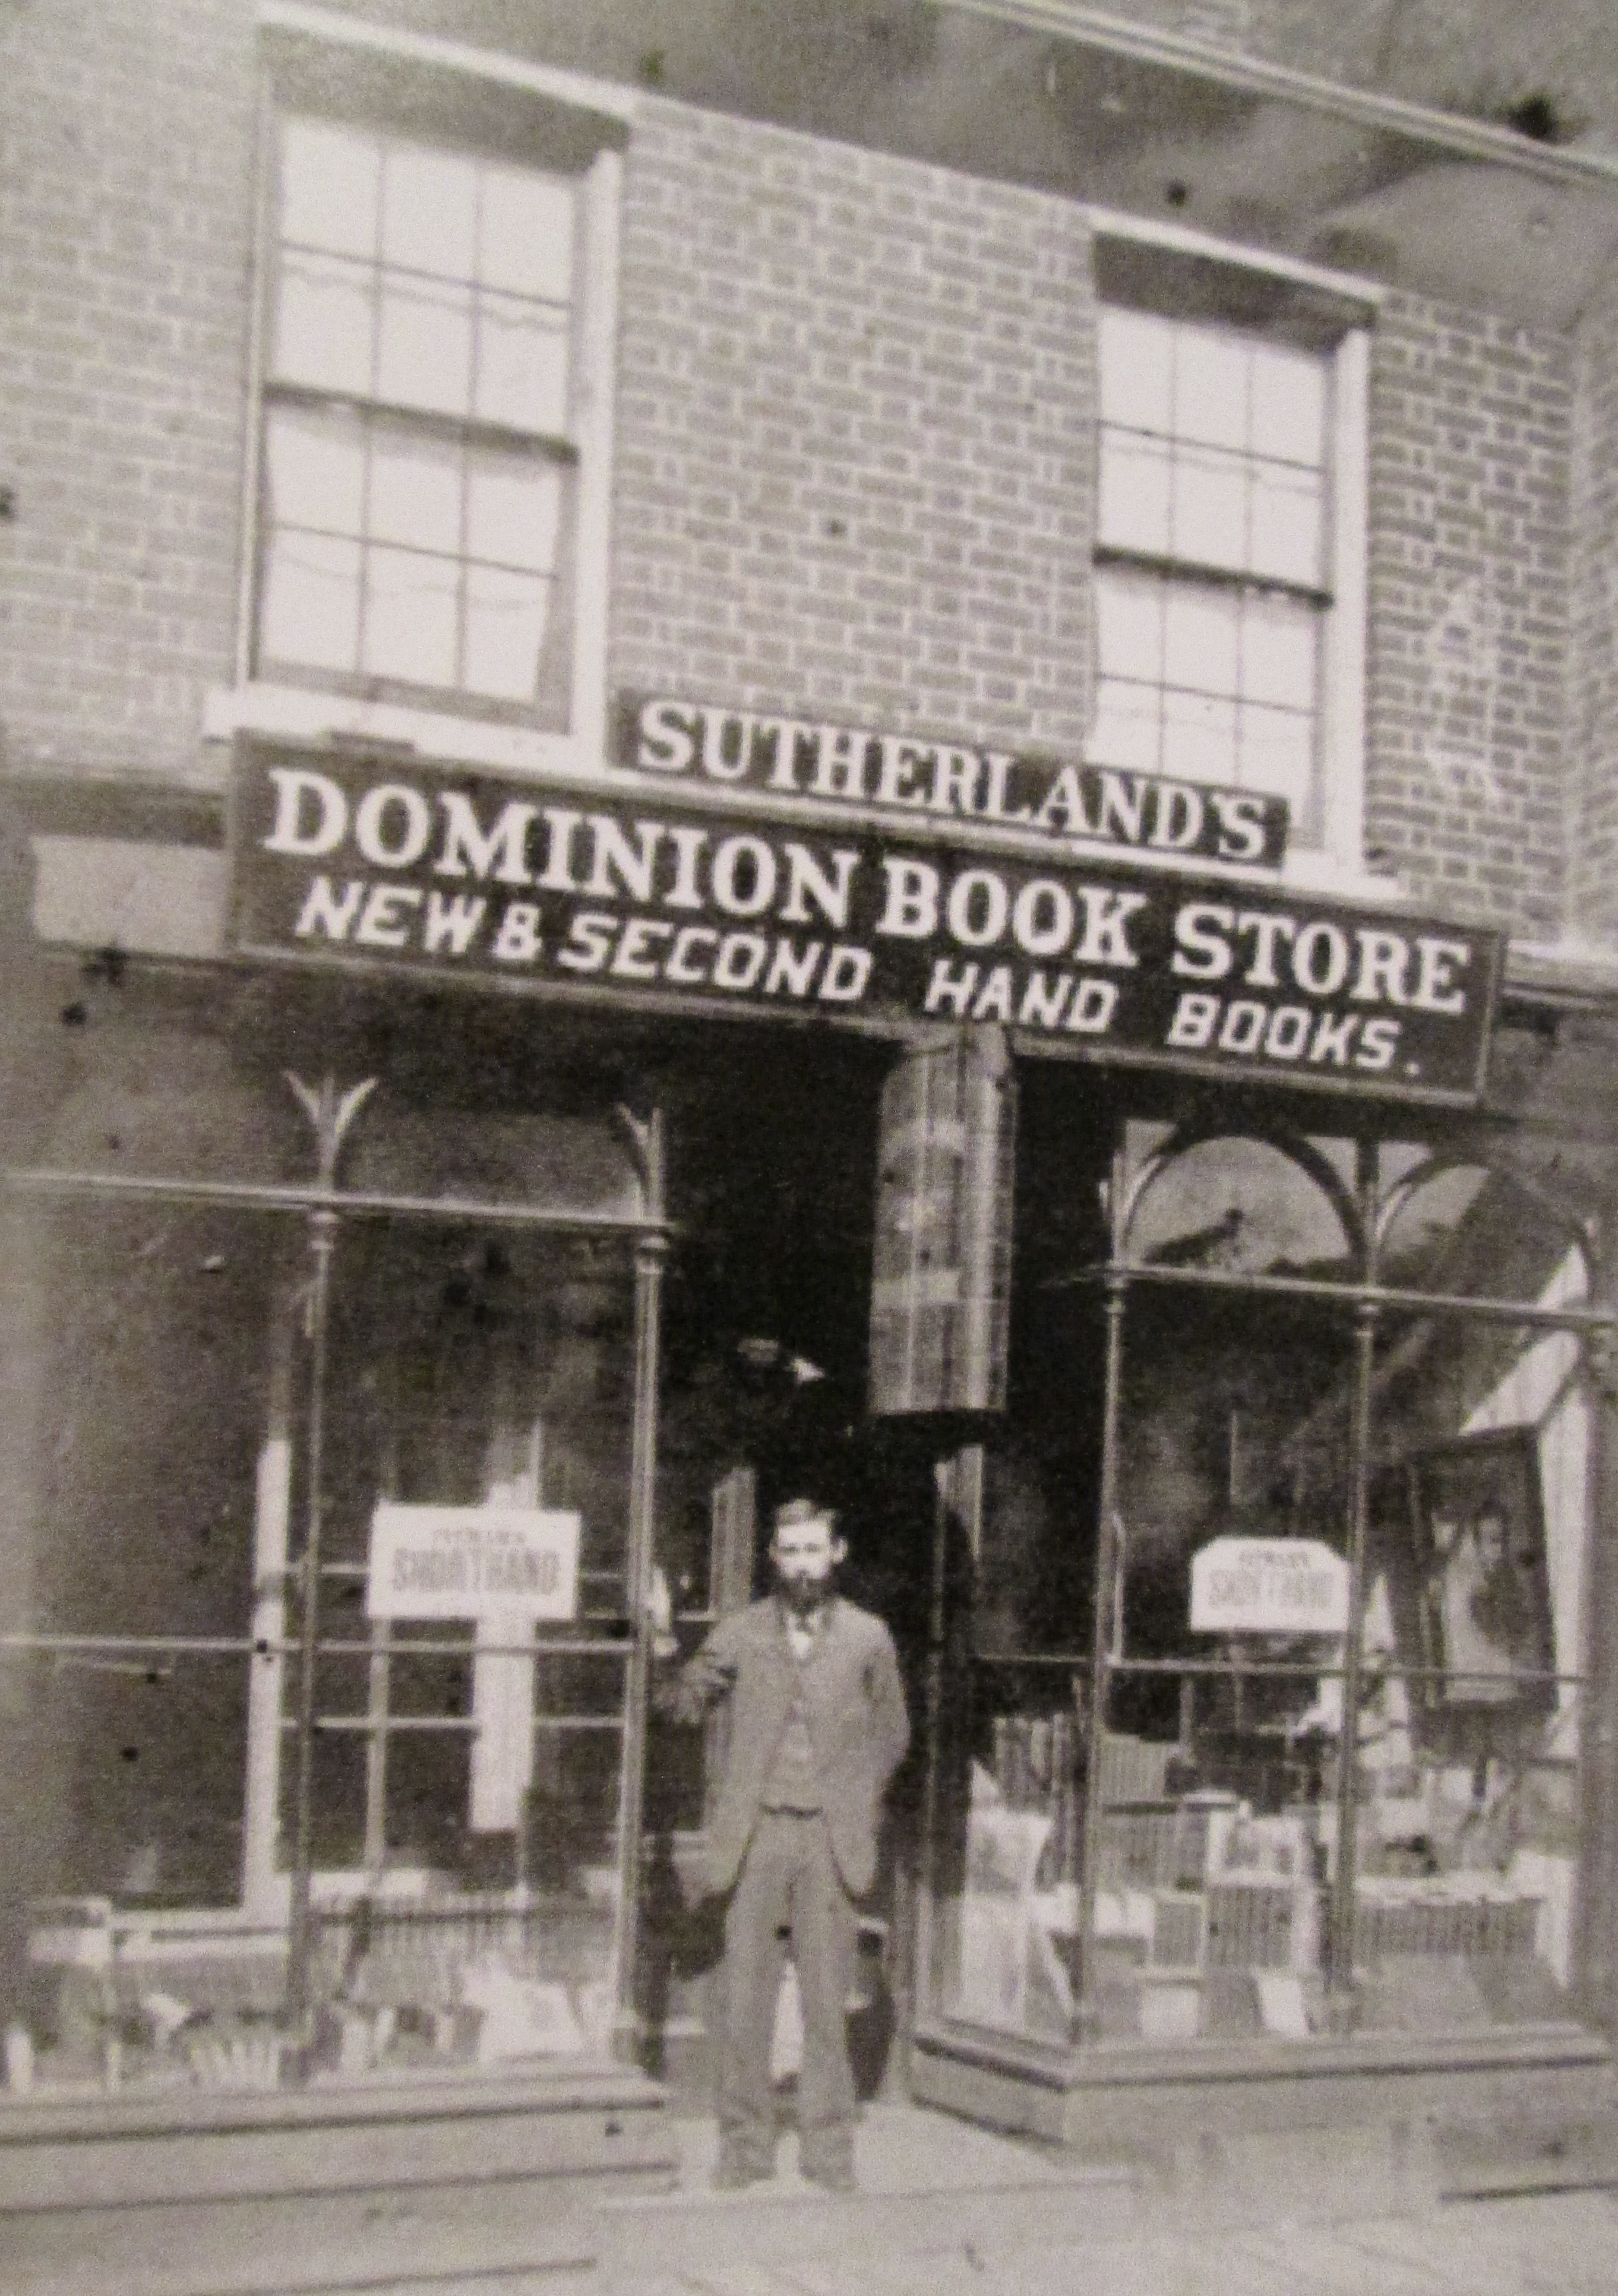 SUTHERLAND'S
DOMINION BOOK STORE
NEW & SECOND HAND BOOKS.
SHORTHAND
SHORTHAND